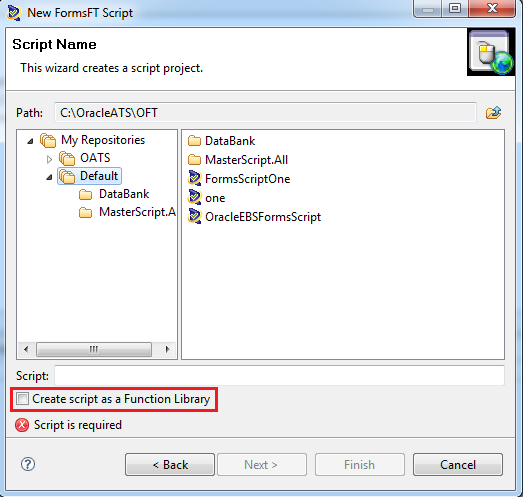 New FormsFT Script
Script Name
This wizard creates a script project.
Path: C:\OracleATS\OFT
My Repositories
OATS
Default
DataBank
MasterScript.A
DataBank
MasterScript.All
FormsScriptOne
one
OracleEBSFormsScript
Script:
Create script as a Function Library
Script is required
< Back Next > Finish Cancel